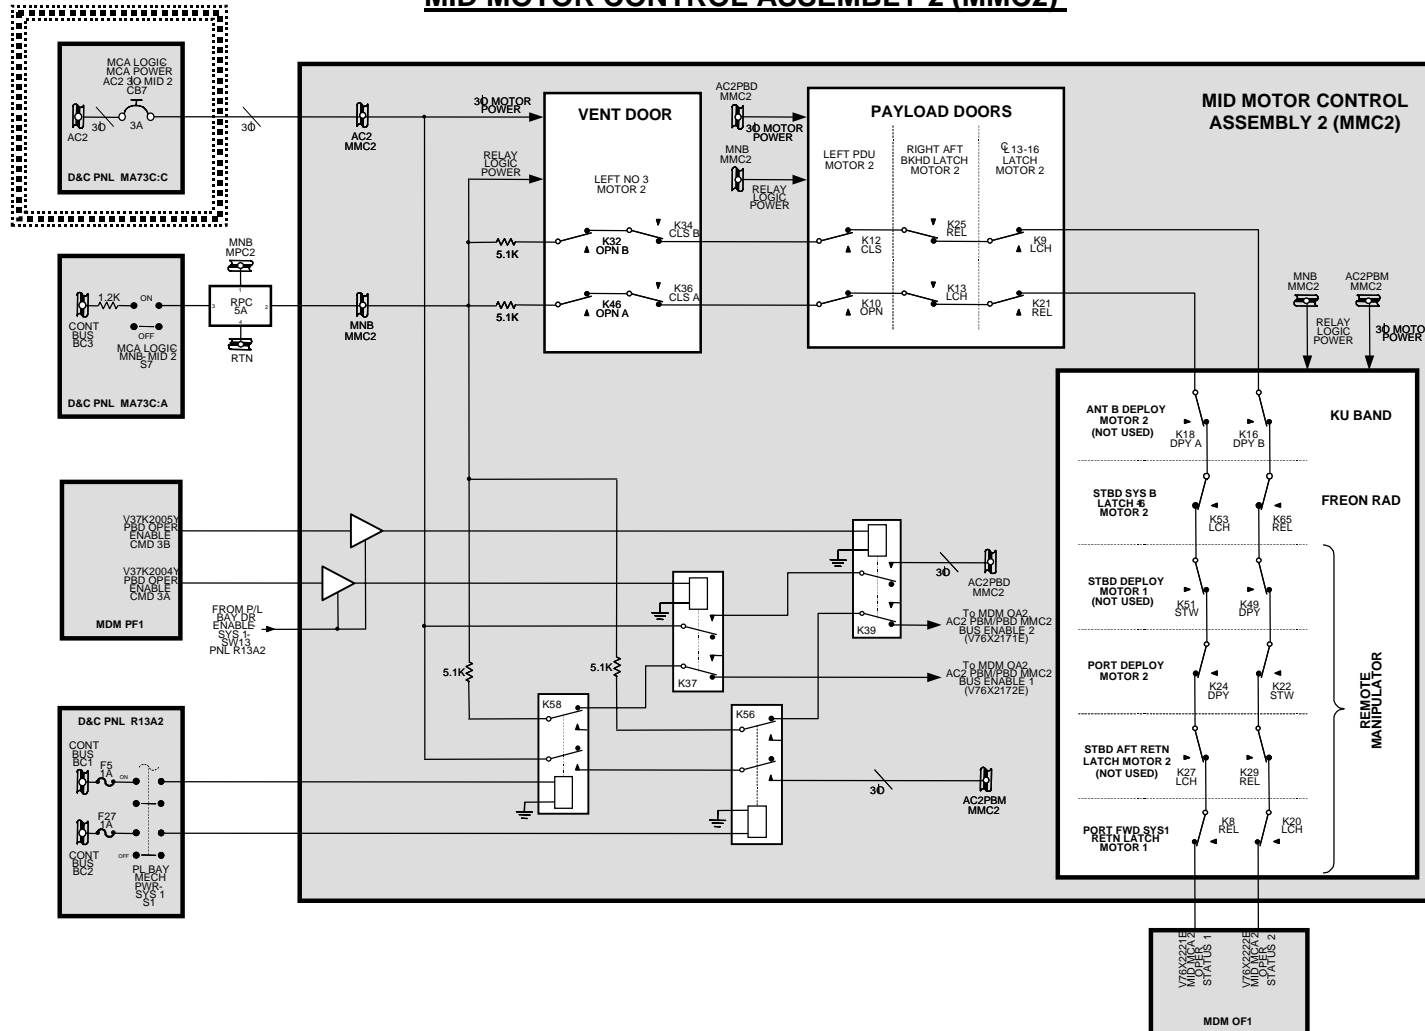 MID MOTOR CONTROL ASSEMBLY 2 (MMC2)
MCA LOGIC
MCA POWER
AC2 3Φ MID 2
CB7
AC2
3Φ
3A
D&C PNL MA73C:C
3Φ
AC2
MMC2
3Φ MOTOR
POWER
RELAY
LOGIC
POWER
VENT DOOR
LEFT NO 3
MOTOR 2
K32
OPN B
K34
CLS B
K46
OPN A
K36
CLS A
5.1K
5.1K
AC2PBD
MMC2
3Φ MOTOR
POWER
MNB
MMC2
RELAY
LOGIC
POWER
PAYLOAD DOORS
LEFT PDU
MOTOR 2
RIGHT AFT
BKHD LATCH
MOTOR 2
℄ 13-16
LATCH
MOTOR 2
K12
CLS
K25
REL
K9
LCH
K10
OPN
K13
LCH
K21
REL
MID MOTOR CONTROL
ASSEMBLY 2 (MMC2)
MNB
MPC2
1.2K
ON
OFF
CONT
BUS
BC3
MCA LOGIC
MNB- MID 2
S7
D&C PNL MA73C:A
3
1
RPC
5A
2
4
RTN
MNB
MMC2
MNB
MMC2
AC2PBM
MMC2
RELAY
LOGIC
POWER
3Φ MOTO
POWER
KU BAND
ANT B DEPLOY
MOTOR 2
(NOT USED)
K18
DPY A
K16
DPY B
FREON RAD
STBD SYS B
LATCH #6
MOTOR 2
K53
LCH
K65
REL
STBD DEPLOY
MOTOR 1
(NOT USED)
K51
STW
K49
DPY
PORT DEPLOY
MOTOR 2
K24
DPY
K22
STW
STBD AFT RETN
LATCH MOTOR 2
(NOT USED)
K27
LCH
K29
REL
PORT FWD SYS1
RETN LATCH
MOTOR 1
K8
REL
K20
LCH
REMOTE
MANIPULATOR
V37K2005Y
PBD OPER
ENABLE
CMD 3B
V37K2004Y
PBD OPER
ENABLE
CMD 3A
MDM PF1
FROM P/L
BAY DR
ENABLE
SYS 1-
SW13
PNL R13A2
K39
3Φ
AC2PBD
MMC2
To MDM OA2
AC2 PBM/PBD MMC2
BUS ENABLE 2
(V76X2171E)
K37
To MDM OA2
AC2 PBM/PBD MMC2
BUS ENABLE 1
(V76X2172E)
5.1K
5.1K
K58
K56
3Φ
AC2PBM
MMC2
D&C PNL R13A2
CONT
BUS
BC1
F5
1A
ON
F27
1A
OFF
CONT
BUS
BC2
PL BAY
MECH
PWR-
SYS 1
S1
V76X2221E
MID MCA 2
OPER
STATUS 1
V76X2222E
MID MCA 2
OPER
STATUS 2
MDM OF1